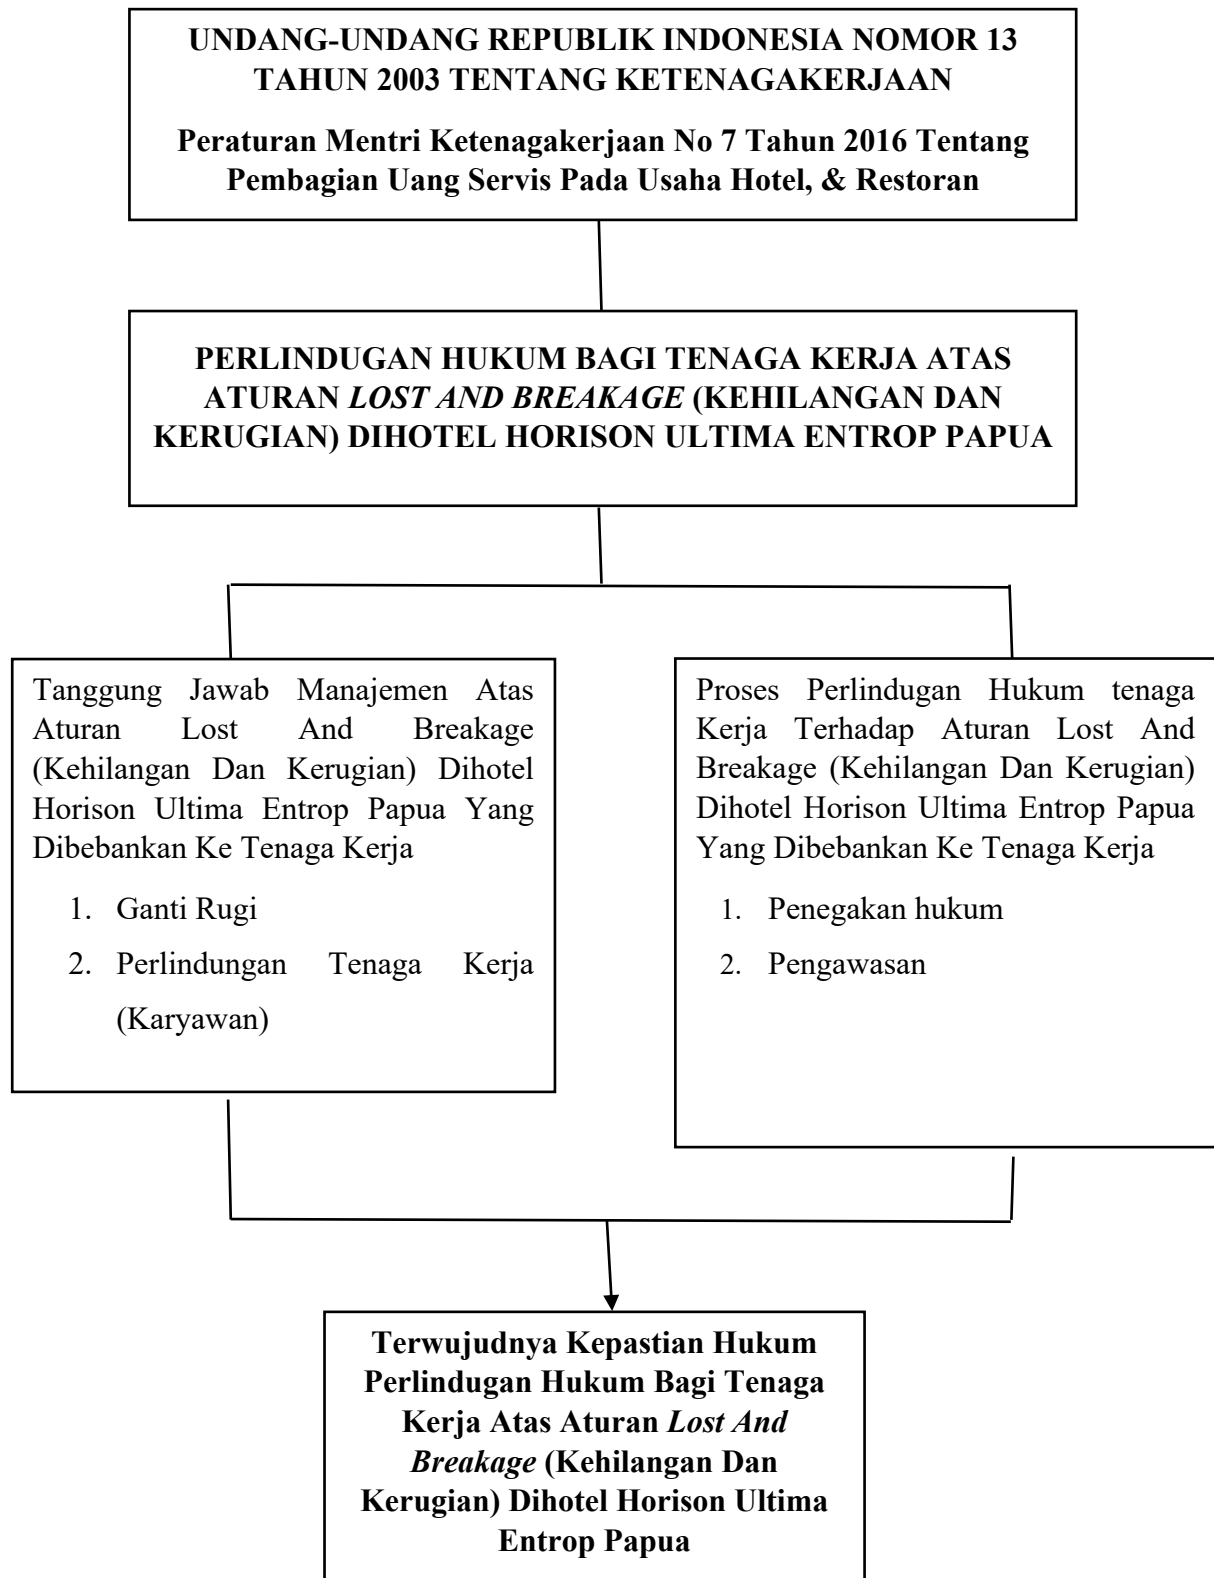 UNDANG-UNDANG REPUBLIK INDONESIA NOMOR 13
TAHUN 2003 TENTANG KETENAGAKERJAAN
Peraturan Mentri Ketenagakerjaan No 7 Tahun 2016 Tentang
Pembagian Uang Servis Pada Usaha Hotel, & Restoran
PERLINDUGAN HUKUM BAGI TENAGA KERJA ATAS
ATURAN LOST AND BREAKAGE (KEHILANGAN DAN
KERUGIAN) DIHOTEL HORISON ULTIMA ENTROP PAPUA
Tanggung Jawab Manajemen Atas
Aturan Lost And Breakage
(Kehilangan Dan Kerugian) Dihotel
Horison Ultima Entrop Papua Yang
Dibebankan Ke Tenaga Kerja
1. Ganti Rugi
2. Perlindungan Tenaga Kerja
(Karyawan)
Proses Perlindugan Hukum tenaga
Kerja Terhadap Aturan Lost And
Breakage (Kehilangan Dan Kerugian)
Dihotel Horison Ultima Entrop Papua
Yang Dibebankan Ke Tenaga Kerja
1. Penegakan hukum
2. Pengawasan
Terwujudnya Kepastian Hukum
Perlindugan Hukum Bagi Tenaga
Kerja Atas Aturan Lost And
Breakage (Kehilangan Dan
Kerugian) Dihotel Horison Ultima
Entrop Papua